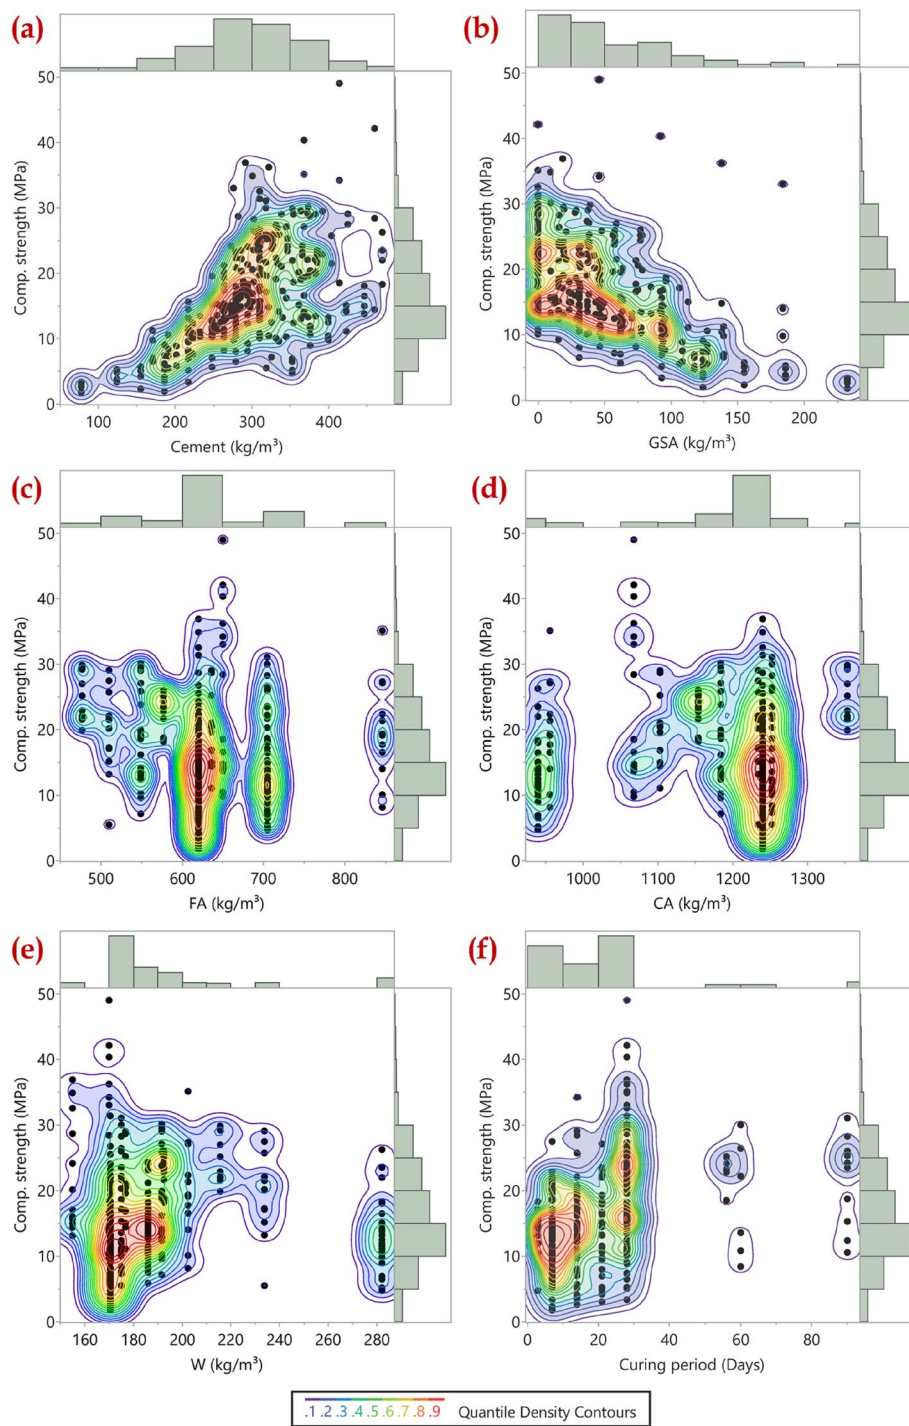 (a)
(b)
50
40
30
20
10
0
Comp. strength (MPa)
100 200 300 400
Cement (kg/m³)
50
40
30
20
10
0
Comp. strength (MPa)
0 50 100 150 200
GSA (kg/m³)
(c)
(d)
50
40
30
20
10
0
Comp. strength (MPa)
500 600 700 800
FA (kg/m³)
50
40
30
20
10
0
Comp. strength (MPa)
1000 1100 1200 1300
CA (kg/m³)
(e)
(f)
50
40
30
20
10
0
Comp. strength (MPa)
160 180 200 220 240 260 280
W (kg/m³)
50
40
30
20
10
0
Comp. strength (MPa)
0 20 40 60 80
Curing period (Days)
.1 .2 .3 .4 .5 .6 .7 .8 .9 Quantile Density Contours